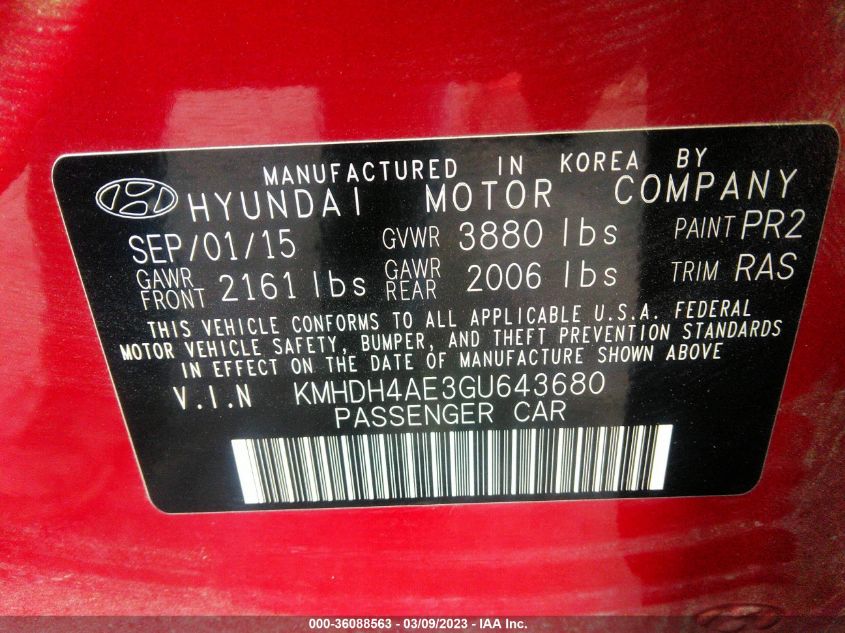 MANUFACTURED IN KOREA BY
HYUNDAI MOTOR COMPANY
SEP/01/15 GVWR 3880 lbs PAINT PR2
GAWR FRONT 2161 lbs GAWR REAR 2006 lbs TRIM RAS
THIS VEHICLE CONFORMS TO ALL APPLICABLE U.S.A. FEDERAL
MOTOR VEHICLE SAFETY, BUMPER, AND THEFT PREVENTION STANDARDS
IN EFFECT ON THE DATE OF MANUFACTURE SHOWN ABOVE
V.I.N KMHDH4AE3GU643680
PASSENGER CAR
000-36088563 — 03/09/2023 — IAA Inc.